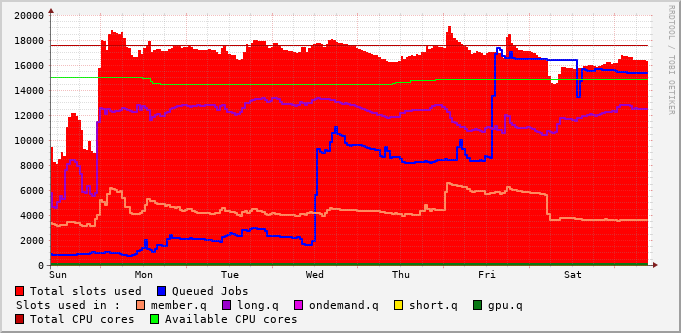 20000
18000
16000
14000
12000
10000
8000
6000
4000
2000
0
Sun Mon Tue Wed Thu Fri Sat
RRDTOOL / TOBI OETIKER
Total slots used Queued Jobs
Slots used in : member.q long.q ondemand.q short.q gpu.q
Total CPU cores Available CPU cores